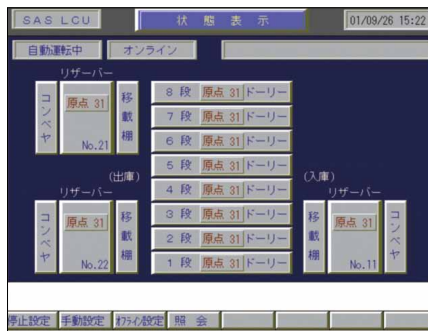 SAS LCU
状態表示
01/09/26 15:22
自動運転中
オンライン
リザーバー
コンベヤ
原点 31
No.21
移載棚
8 段 原点 31 ドーリー
7 段 原点 31 ドーリー
6 段 原点 31 ドーリー
5 段 原点 31 ドーリー
4 段 原点 31 ドーリー
3 段 原点 31 ドーリー
2 段 原点 31 ドーリー
1 段 原点 31 ドーリー
(出庫)
リザーバー
コンベヤ
原点 31
No.22
移載棚
(入庫)
リザーバー
移載棚
原点 31
No.11
コンベヤ
停止設定
手動設定
オフライン設定
照会